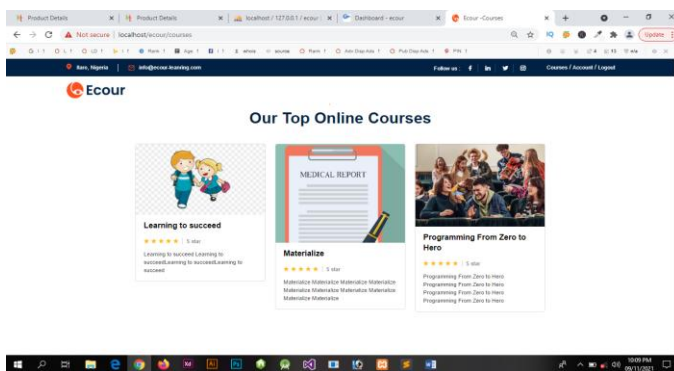 Product Details
Product Details
localhost / 127.0.0.1 / ecour |
Dashboard - ecour
Ecour -Courses
Not secure | localhost/ecour/courses
Update
Nigeria
info@ecour-learning.com
Follow us :
Courses / Account / Logout
Ecour
Our Top Online Courses
Learning to succeed
5 star
Learning to succeed Learning to
succeedLearning to succeedLearning to
succeed
MEDICAL REPORT
Materialize
5 star
Materialize Materialize Materialize Materialize
Materialize Materialize Materialize Materialize
Materialize Materialize
Programming From Zero to
Hero
5 star
Programming From Zero to Hero
Programming From Zero to Hero
Programming From Zero to Hero
Programming From Zero to Hero
10:09 PM
09/11/2021